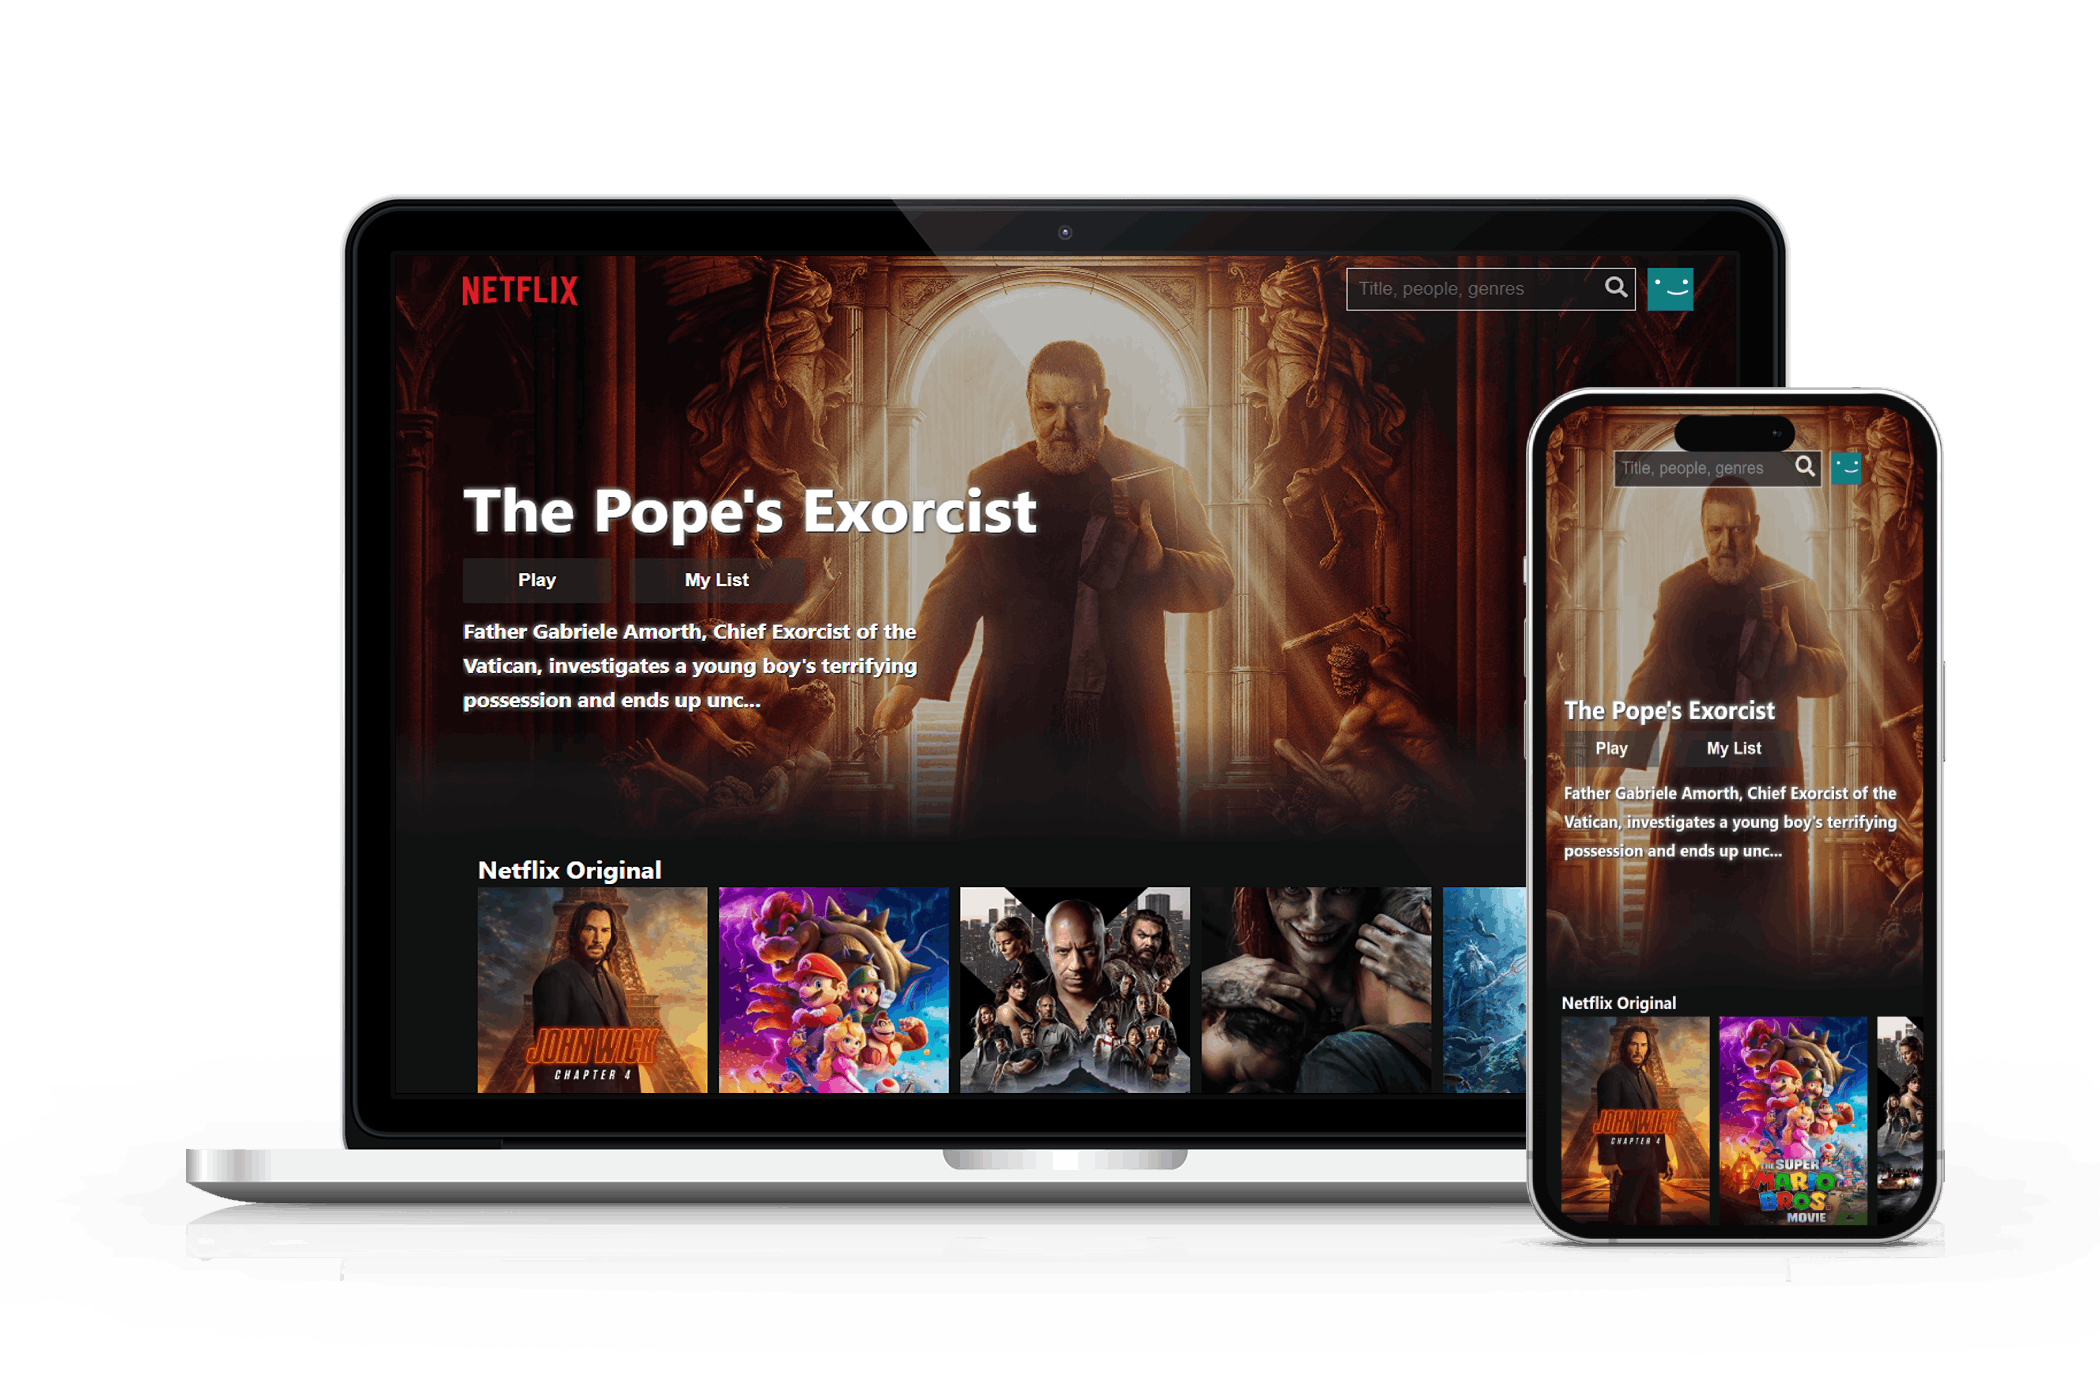 NETFLIX
Title, people, genres
The Pope's Exorcist
Play
My List
Father Gabriele Amorth, Chief Exorcist of the
Vatican, investigates a young boy's terrifying
possession and ends up unc...
Netflix Original
JOHN WICK
CHAPTER 4
Title, people, genres
The Pope's Exorcist
Play
My List
Father Gabriele Amorth, Chief Exorcist of the
Vatican, investigates a young boy's terrifying
possession and ends up unc...
Netflix Original
JOHN WICK
CHAPTER 4
THE SUPER
MARIO
BROS.
MOVIE